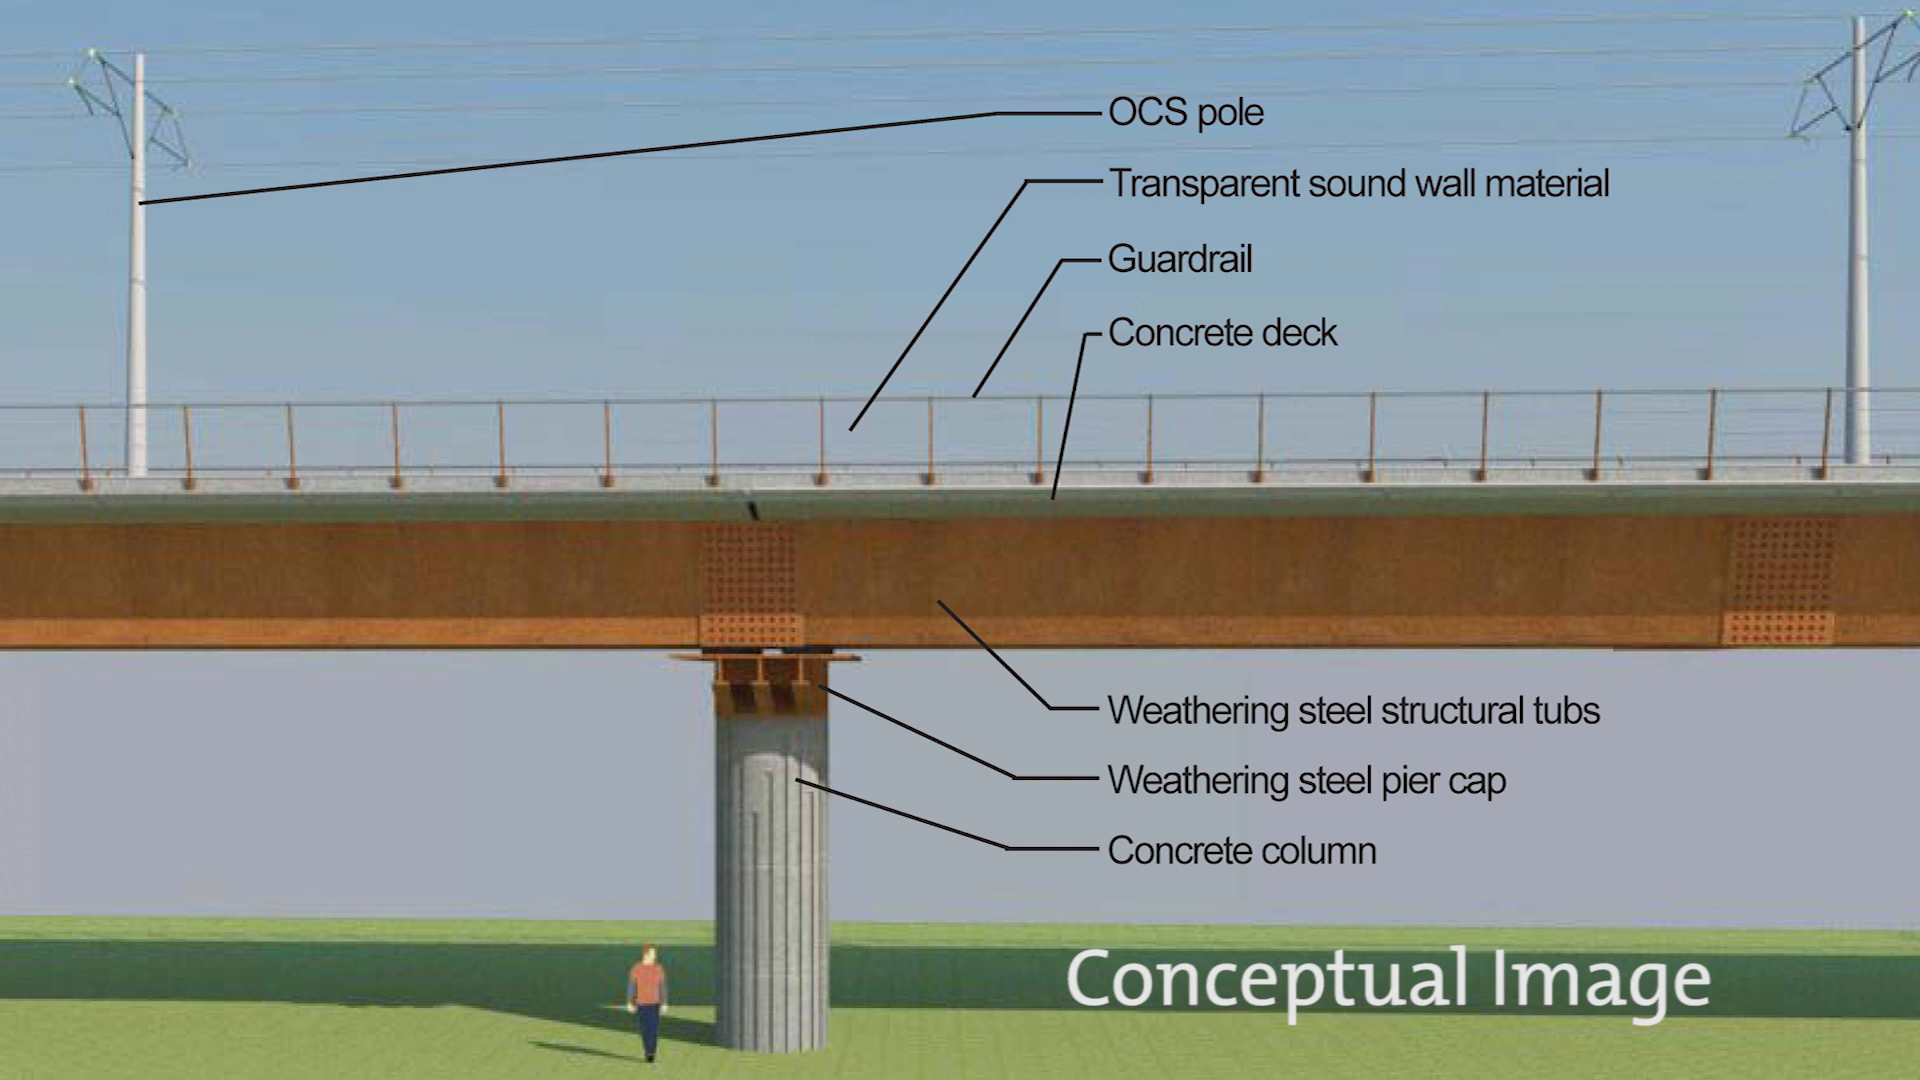 OCS pole
Transparent sound wall material
Guardrail
Concrete deck
Weathering steel structural tubs
Weathering steel pier cap
Concrete column
Conceptual Image